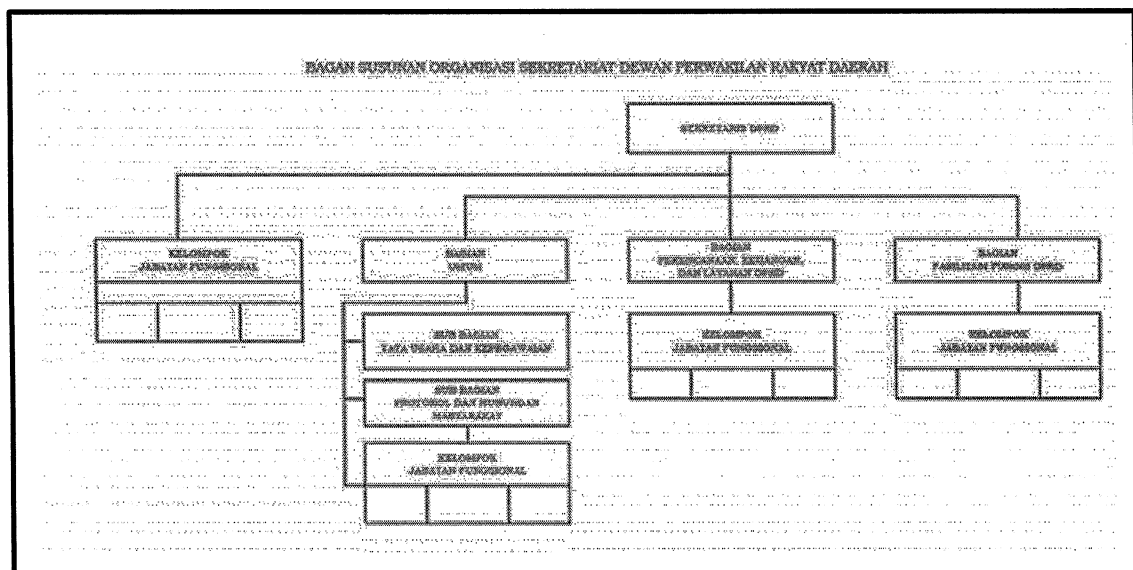 BAGAN SUSUNAN ORGANISASI SEKRETARIAT DEWAN PERWAKILAN RAKYAT DAERAH
SEKRETARIS DPRD
KELOMPOK
JABATAN FUNGSIONAL
BAGIAN
UMUM
BAGIAN
PERENCANAAN, KEUANGAN,
DAN LAYANAN DPRD
BAGIAN
FASILITASI FUNGSI DPRD
SUB BAGIAN
TATA USAHA DAN KEPEGAWAIAN
SUB BAGIAN
PROTOKOL DAN HUBUNGAN
MASYARAKAT
KELOMPOK
JABATAN FUNGSIONAL
KELOMPOK
JABATAN FUNGSIONAL
KELOMPOK
JABATAN FUNGSIONAL